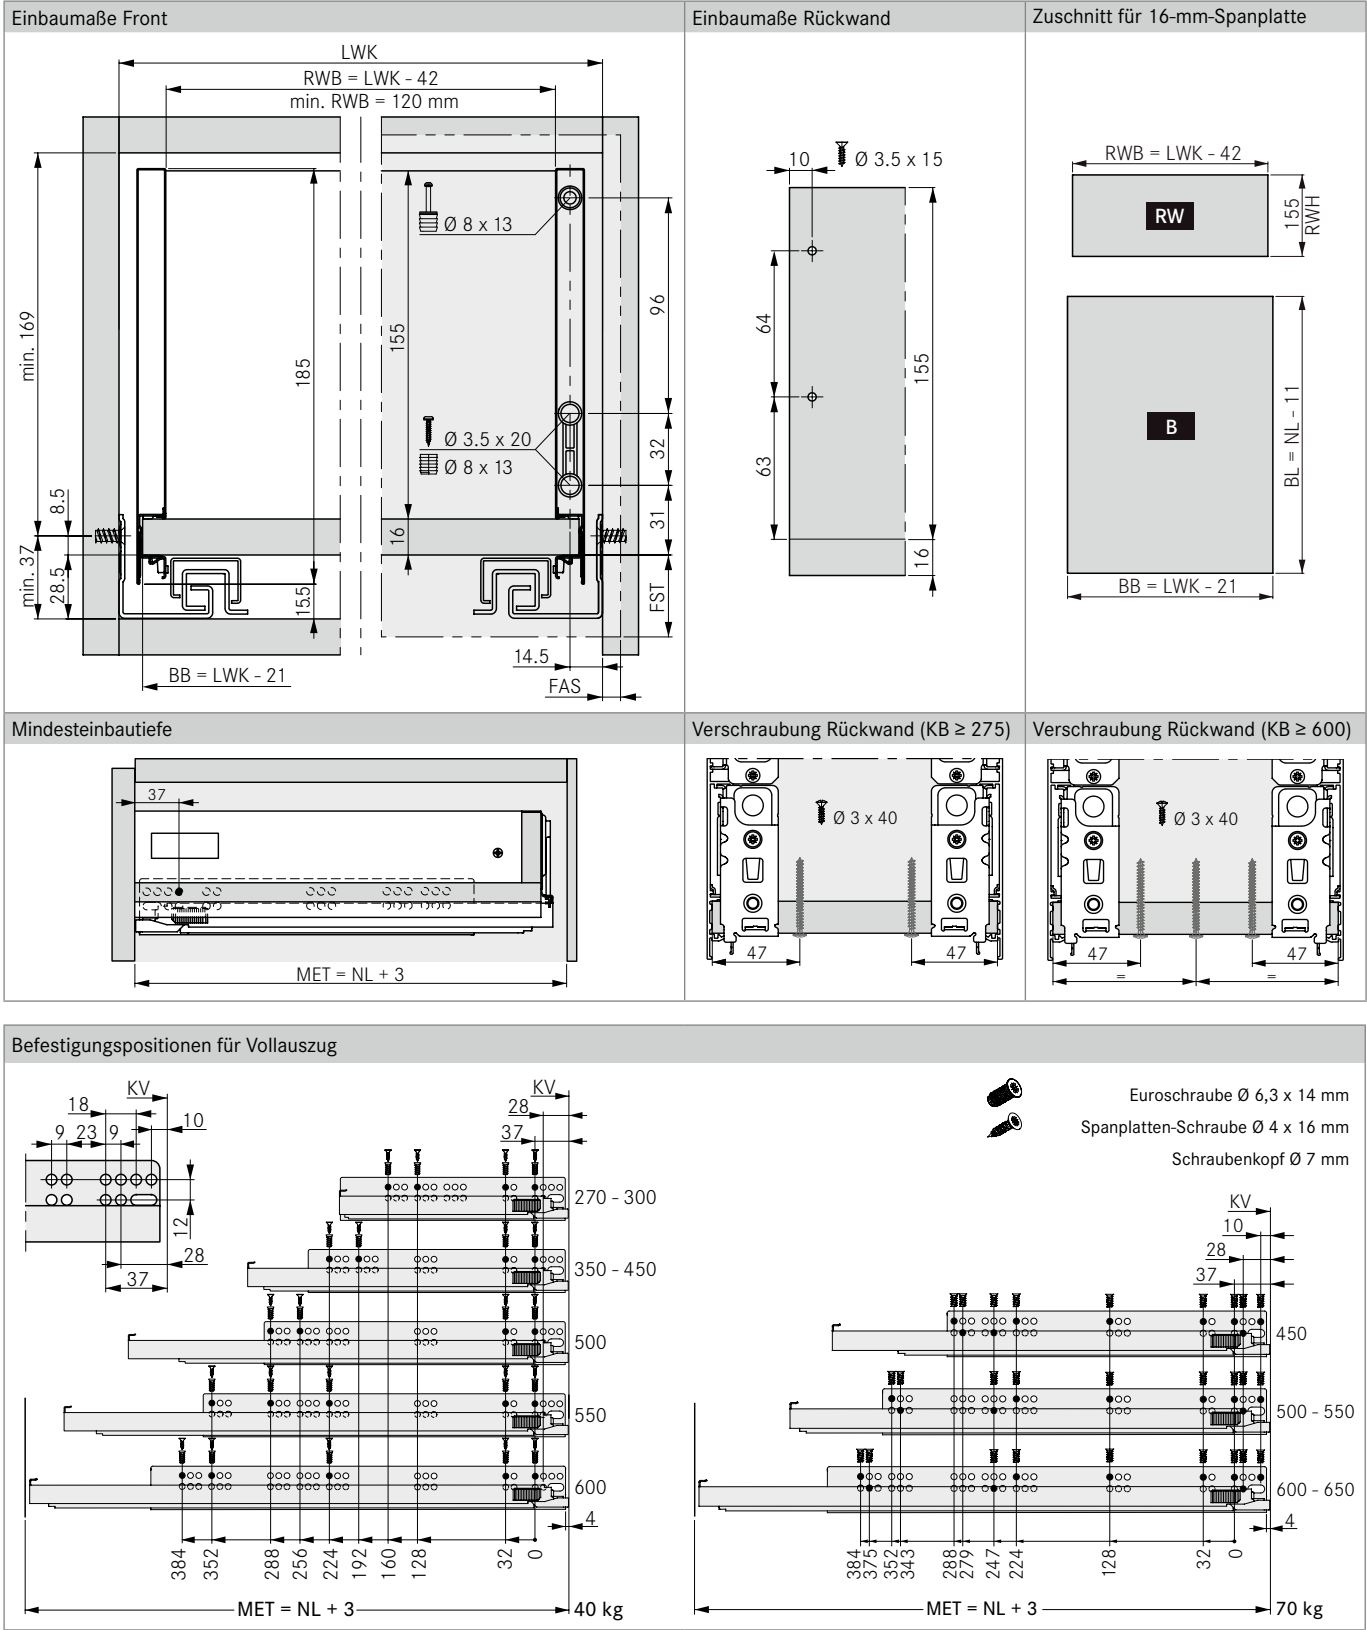 Einbaumaße Front
LWK
RWB = LWK - 42
min. RWB = 120 mm
Ø 8 x 13
96
min. 169
185
155
Ø 3.5 x 20
Ø 8 x 13
32
8.5
16
31
min. 37
28.5
15.5
FST
14.5
BB = LWK - 21
FAS
Einbaumaße Rückwand
10
Ø 3.5 x 15
64
155
63
16
Zuschnitt für 16-mm-Spanplatte
RWB = LWK - 42
RW
155
RWH
B
BL = NL - 11
BB = LWK - 21
Mindesteinbautiefe
37
MET = NL + 3
Verschraubung Rückwand (KB ≥ 275)
Ø 3 x 40
47
47
Verschraubung Rückwand (KB ≥ 600)
Ø 3 x 40
47
47
=
=
Befestigungspositionen für Vollauszug
KV
18
10
9
23
9
12
28
37
KV
28
37
270 - 300
350 - 450
500
550
600
4
384
352
288
256
224
192
160
128
32
0
MET = NL + 3
40 kg
Euroschraube Ø 6,3 x 14 mm
Spanplatten-Schraube Ø 4 x 16 mm
Schraubenkopf Ø 7 mm
KV
10
28
37
450
500 - 550
600 - 650
4
384
375
352
343
288
279
247
224
128
32
0
MET = NL + 3
70 kg